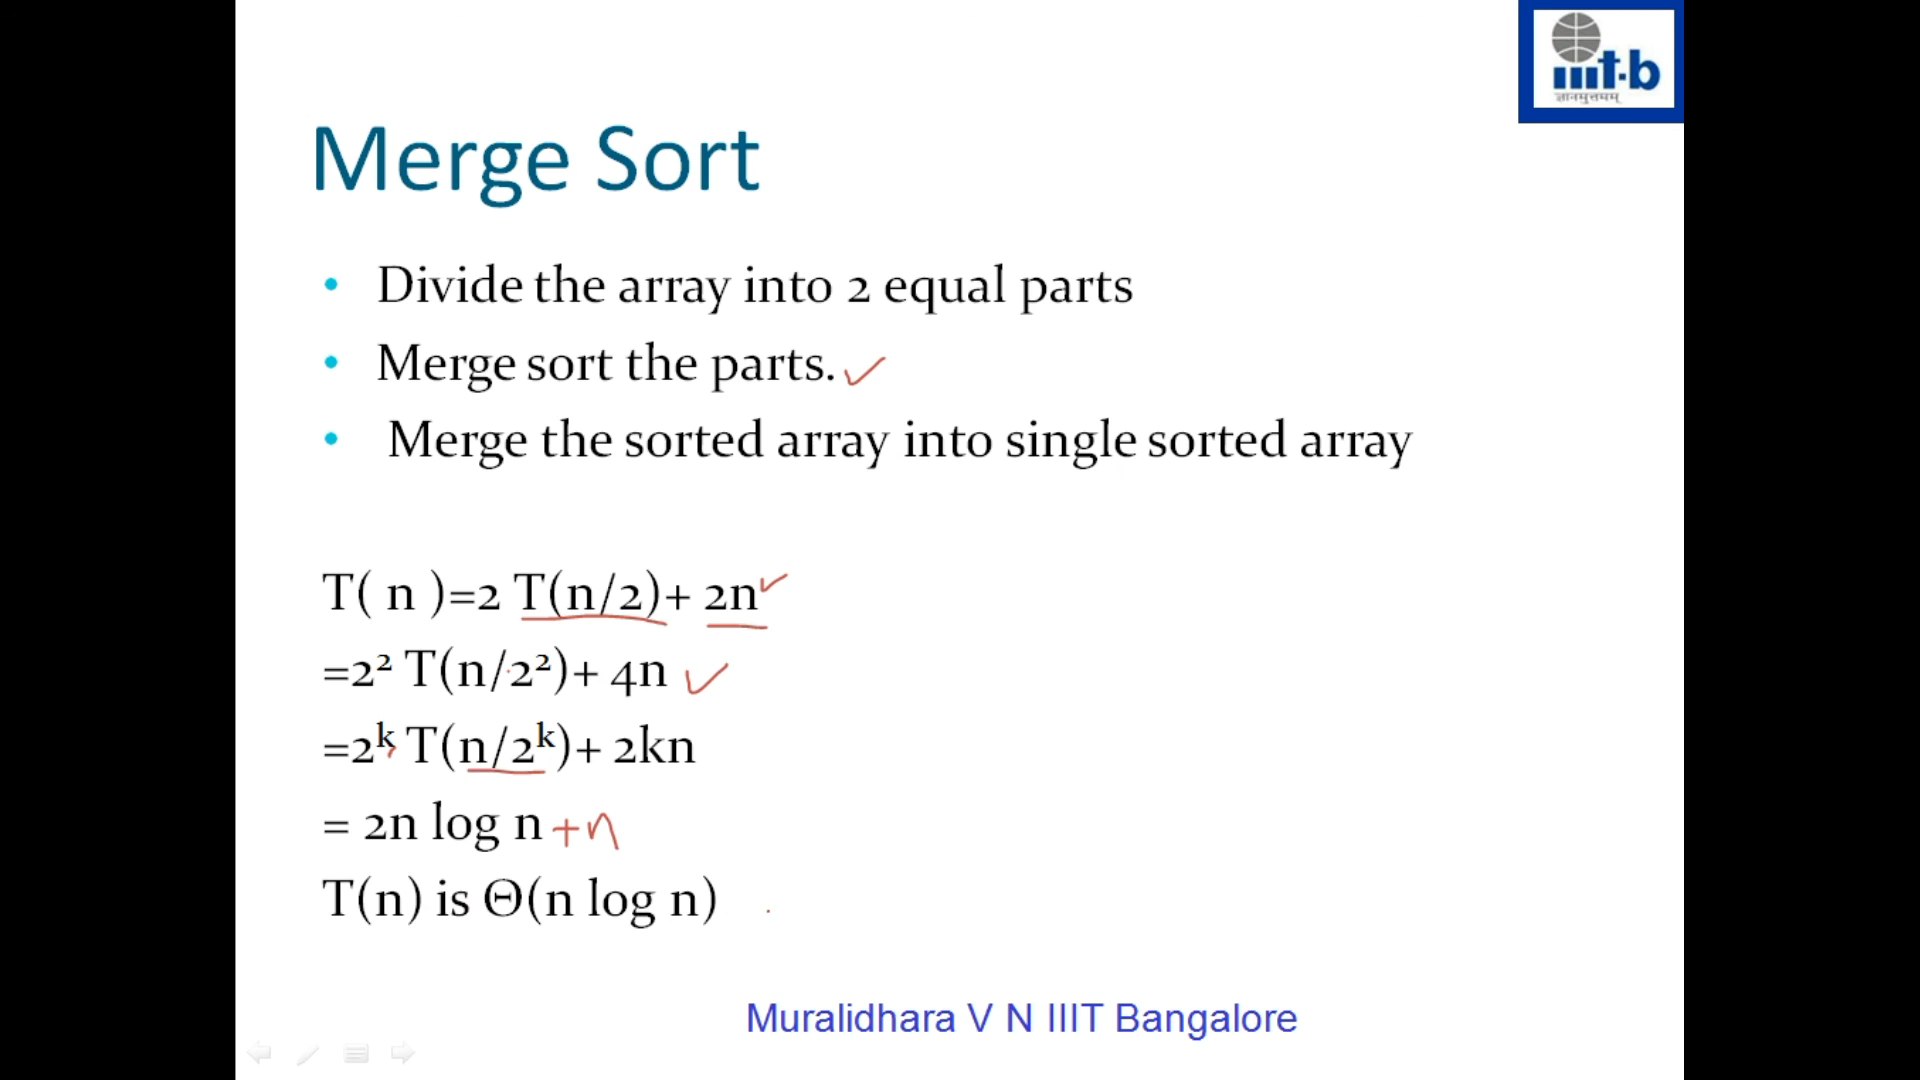 iiit-b
ज्ञानमुत्तमम्
Merge Sort
• Divide the array into 2 equal parts
• Merge sort the parts. ✓
• Merge the sorted array into single sorted array
T( n )=2 T(n/2)+ 2n ✓
=2² T(n/2²)+ 4n ✓
=2ᵏ T(n/2ᵏ)+ 2kn
= 2n log n +n
T(n) is Θ(n log n)
Muralidhara V N IIIT Bangalore